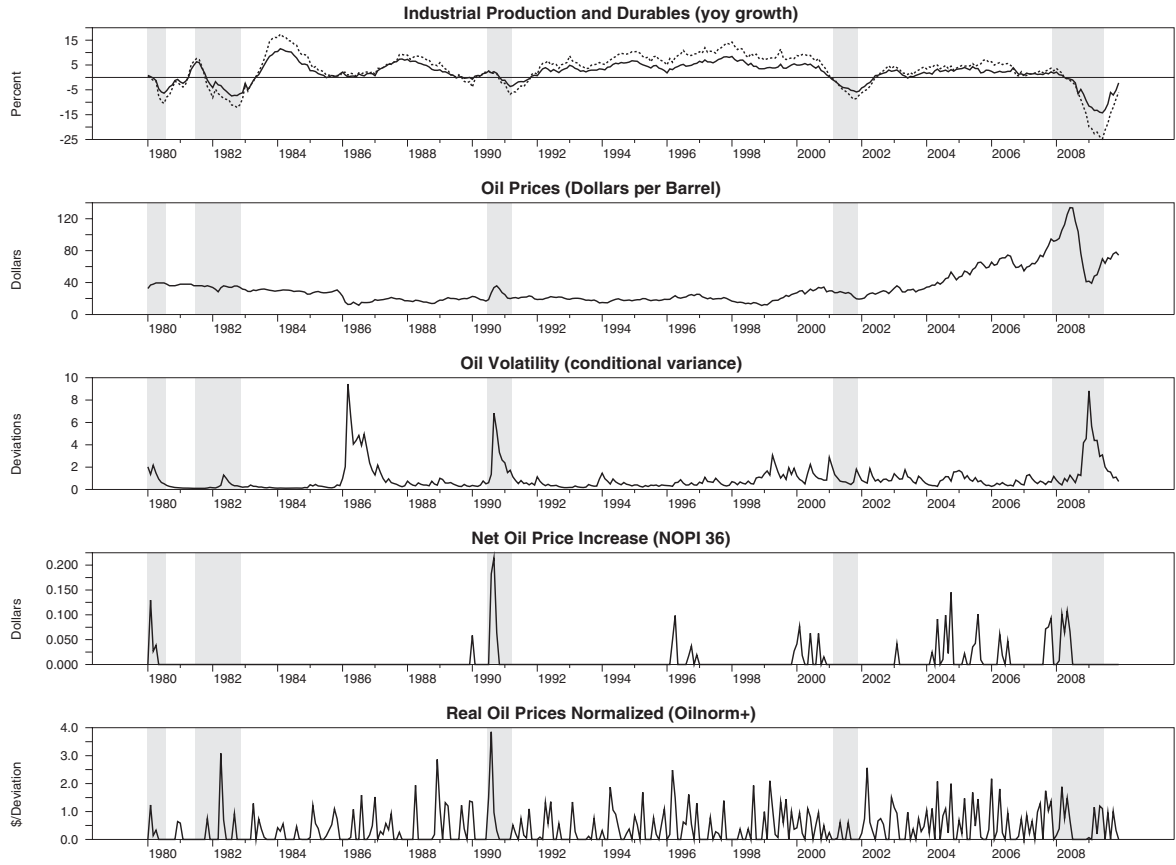 Industrial Production and Durables (yoy growth)
Percent
15
5
-5
-15
-25
1980 1982 1984 1986 1988 1990 1992 1994 1996 1998 2000 2002 2004 2006 2008
Oil Prices (Dollars per Barrel)
Dollars
120
80
40
0
1980 1982 1984 1986 1988 1990 1992 1994 1996 1998 2000 2002 2004 2006 2008
Oil Volatility (conditional variance)
Deviations
10
8
6
4
2
0
1980 1982 1984 1986 1988 1990 1992 1994 1996 1998 2000 2002 2004 2006 2008
Net Oil Price Increase (NOPI 36)
Dollars
0.200
0.150
0.100
0.050
0.000
1980 1982 1984 1986 1988 1990 1992 1994 1996 1998 2000 2002 2004 2006 2008
Real Oil Prices Normalized (Oilnorm+)
$/Deviation
4.0
3.0
2.0
1.0
0.0
1980 1982 1984 1986 1988 1990 1992 1994 1996 1998 2000 2002 2004 2006 2008